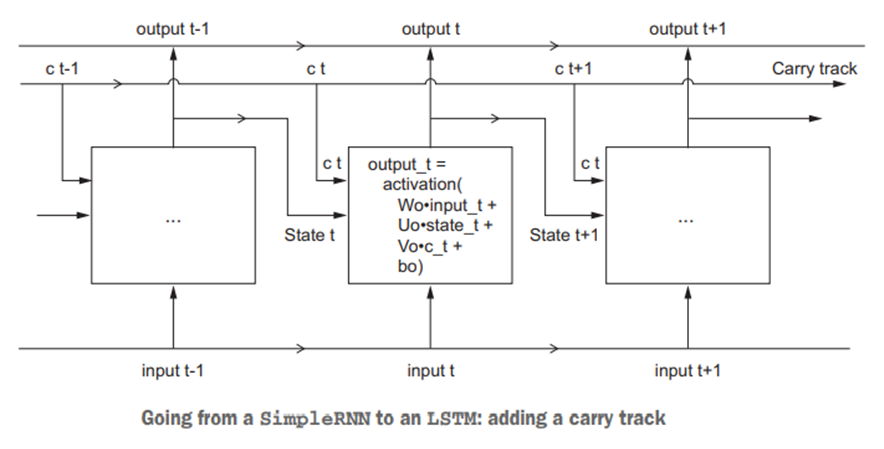 output t-1
output t
output t+1
c t-1
c t
c t+1
Carry track
c t
output_t =
activation(
Wo•input_t +
Uo•state_t +
Vo•c_t +
bo)
c t
...
...
State t
State t+1
input t-1
input t
input t+1
Going from a SimpleRNN to an LSTM: adding a carry track